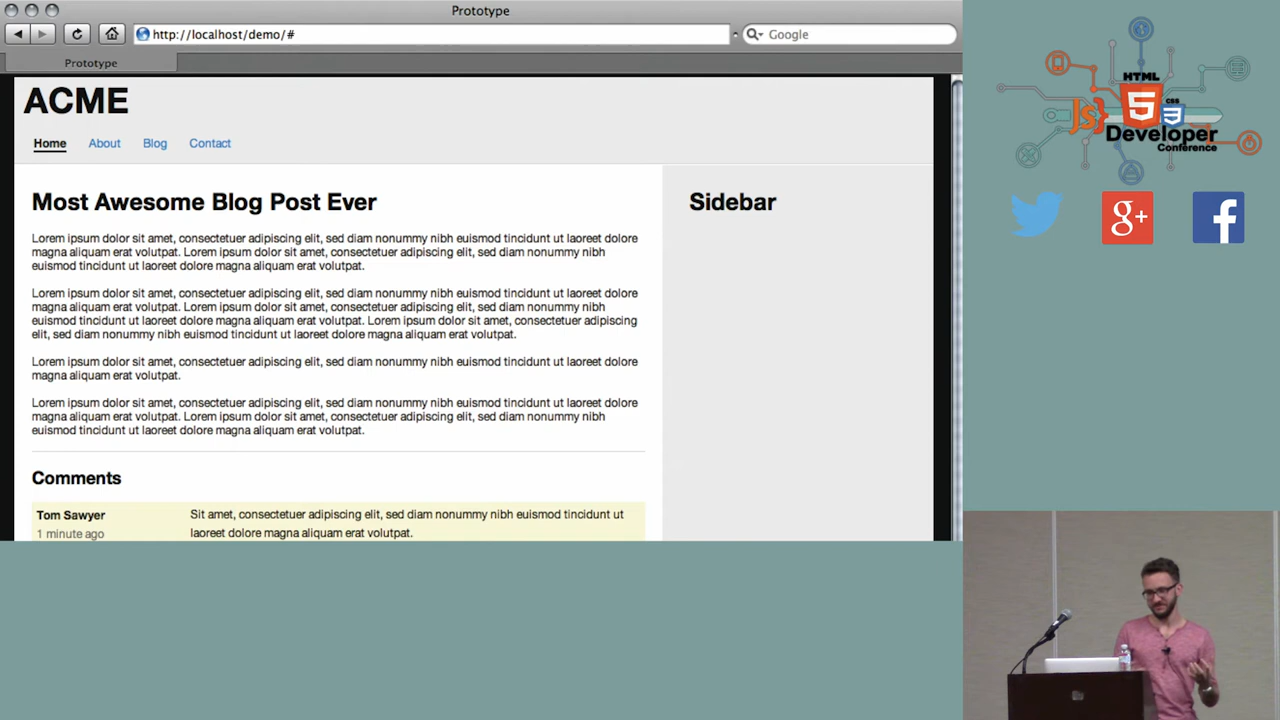 Prototype
http://localhost/demo/#
Google
Prototype
ACME
Home About Blog Contact
Most Awesome Blog Post Ever
Lorem ipsum dolor sit amet, consectetuer adipiscing elit, sed diam nonummy nibh euismod tincidunt ut laoreet dolore
magna aliquam erat volutpat. Lorem ipsum dolor sit amet, consectetuer adipiscing elit, sed diam nonummy nibh
euismod tincidunt ut laoreet dolore magna aliquam erat volutpat.
Lorem ipsum dolor sit amet, consectetuer adipiscing elit, sed diam nonummy nibh euismod tincidunt ut laoreet dolore
magna aliquam erat volutpat. Lorem ipsum dolor sit amet, consectetuer adipiscing elit, sed diam nonummy nibh
euismod tincidunt ut laoreet dolore magna aliquam erat volutpat. Lorem ipsum dolor sit amet, consectetuer adipiscing
elit, sed diam nonummy nibh euismod tincidunt ut laoreet dolore magna aliquam erat volutpat.
Lorem ipsum dolor sit amet, consectetuer adipiscing elit, sed diam nonummy nibh euismod tincidunt ut laoreet dolore
magna aliquam erat volutpat.
Lorem ipsum dolor sit amet, consectetuer adipiscing elit, sed diam nonummy nibh euismod tincidunt ut laoreet dolore
magna aliquam erat volutpat. Lorem ipsum dolor sit amet, consectetuer adipiscing elit, sed diam nonummy nibh
euismod tincidunt ut laoreet dolore magna aliquam erat volutpat.
Comments
Tom Sawyer
1 minute ago
Sit amet, consectetuer adipiscing elit, sed diam nonummy nibh euismod tincidunt ut
laoreet dolore magna aliquam erat volutpat.
Sidebar
HTML
5
CSS
3
JS}
Developer
Conference
g+
f